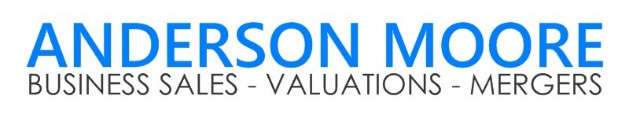 ANDERSON MOORE
BUSINESS SALES - VALUATIONS - MERGERS